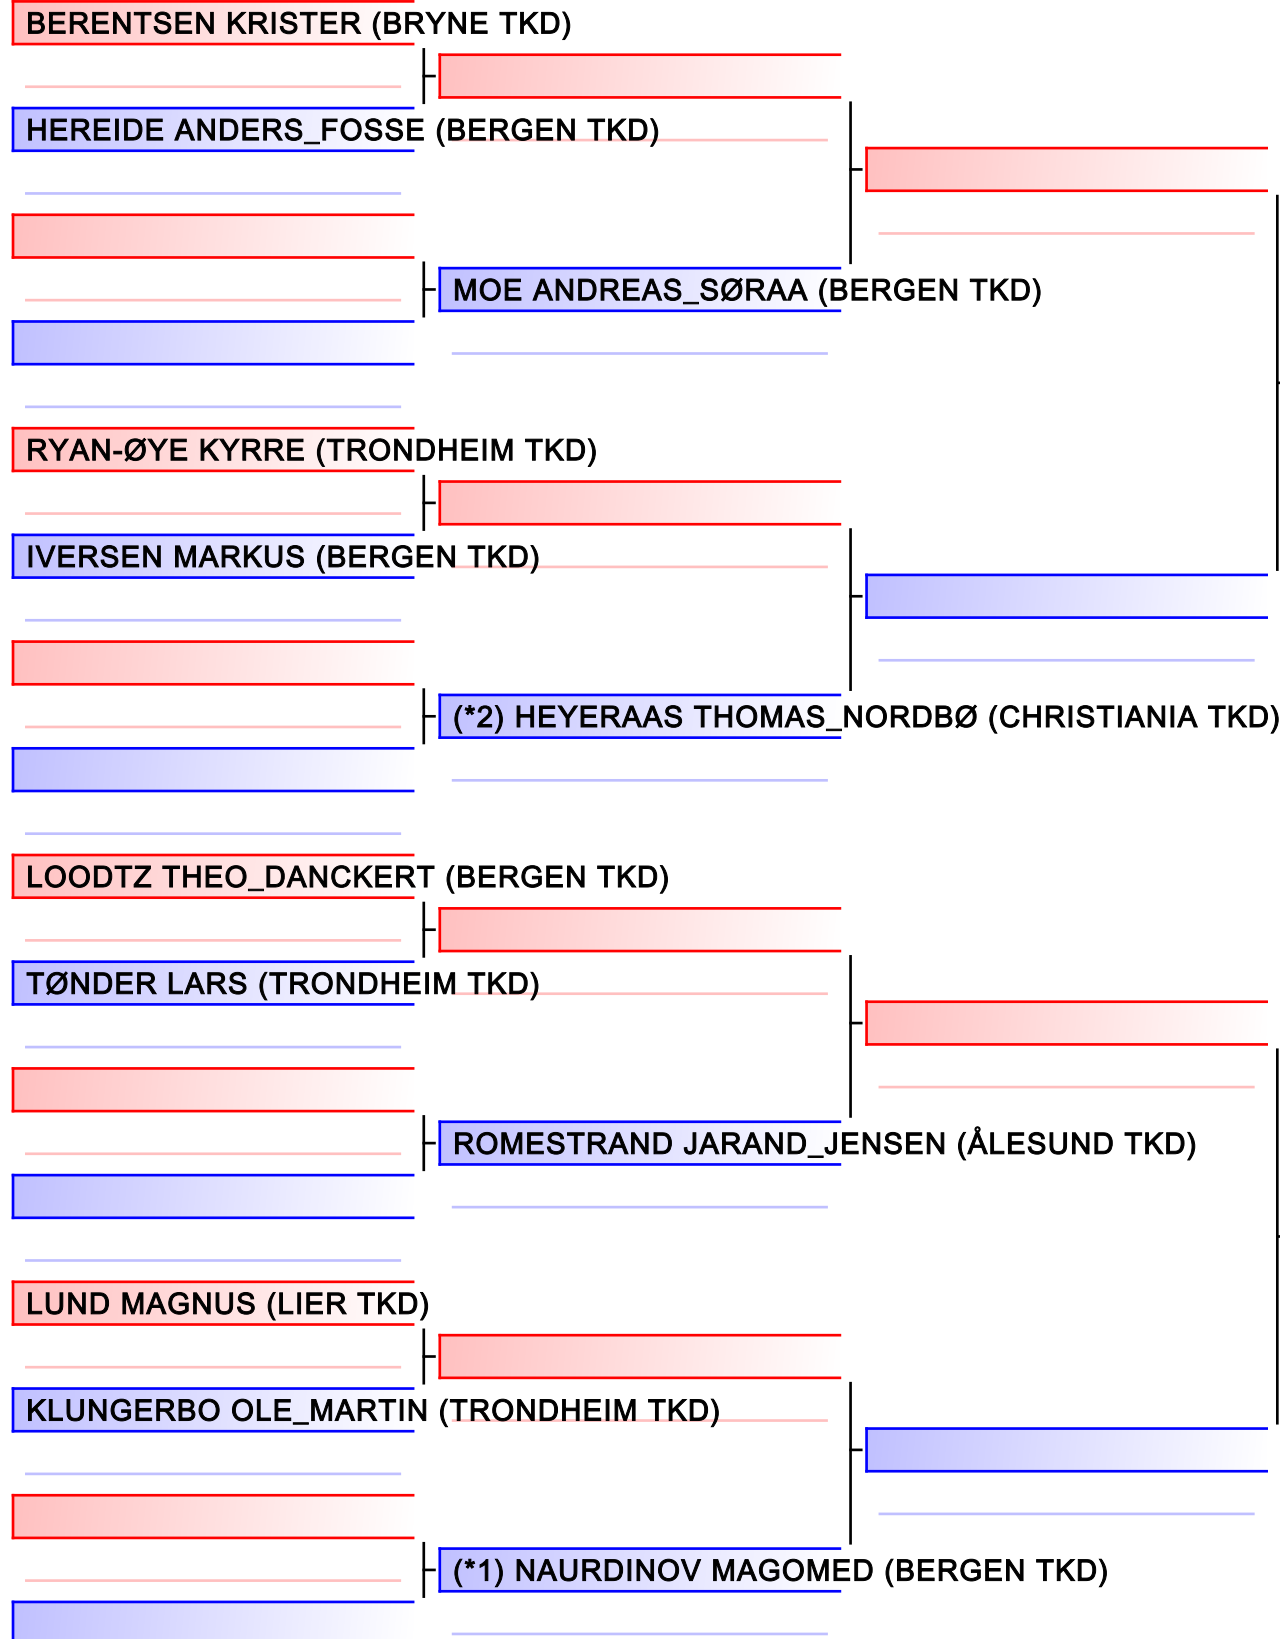 BERENTSEN KRISTER (BRYNE TKD)
HEREIDE ANDERS_FOSSE (BERGEN TKD)
MOE ANDREAS_SØRAA (BERGEN TKD)
RYAN-ØYE KYRRE (TRONDHEIM TKD)
IVERSEN MARKUS (BERGEN TKD)
(*2) HEYERAAS THOMAS_NORDBØ (CHRISTIANIA TKD)
LOODTZ THEO_DANCKERT (BERGEN TKD)
TØNDER LARS (TRONDHEIM TKD)
ROMESTRAND JARAND_JENSEN (ÅLESUND TKD)
LUND MAGNUS (LIER TKD)
KLUNGERBO OLE_MARTIN (TRONDHEIM TKD)
(*1) NAURDINOV MAGOMED (BERGEN TKD)